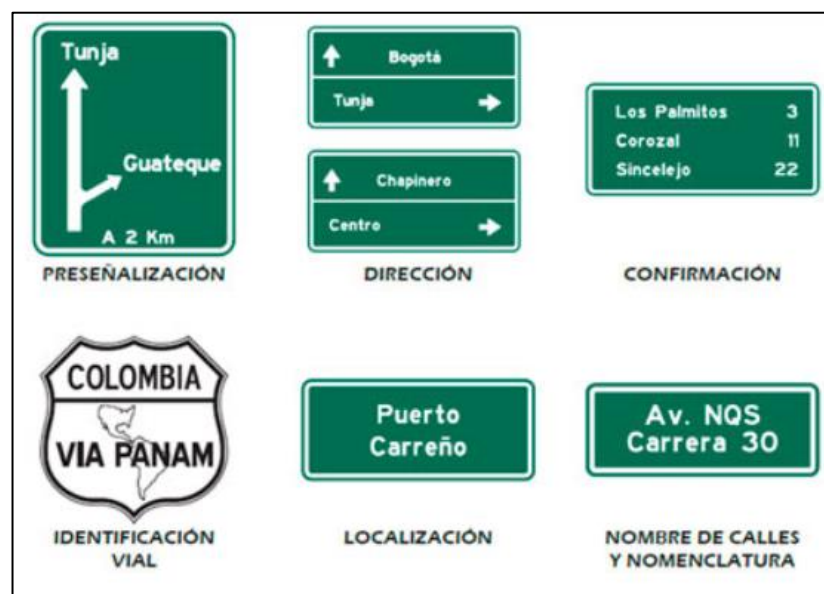 Tunja
Guateque
A 2 Km
PRESEÑALIZACIÓN
Bogotá
Tunja
Chapinero
Centro
DIRECCIÓN
Los Palmitos 3
Corozal 11
Sincelejo 22
CONFIRMACIÓN
COLOMBIA
VIA PANAM
IDENTIFICACIÓN
VIAL
Puerto
Carreño
LOCALIZACIÓN
Av. NQS
Carrera 30
NOMBRE DE CALLES
Y NOMENCLATURA